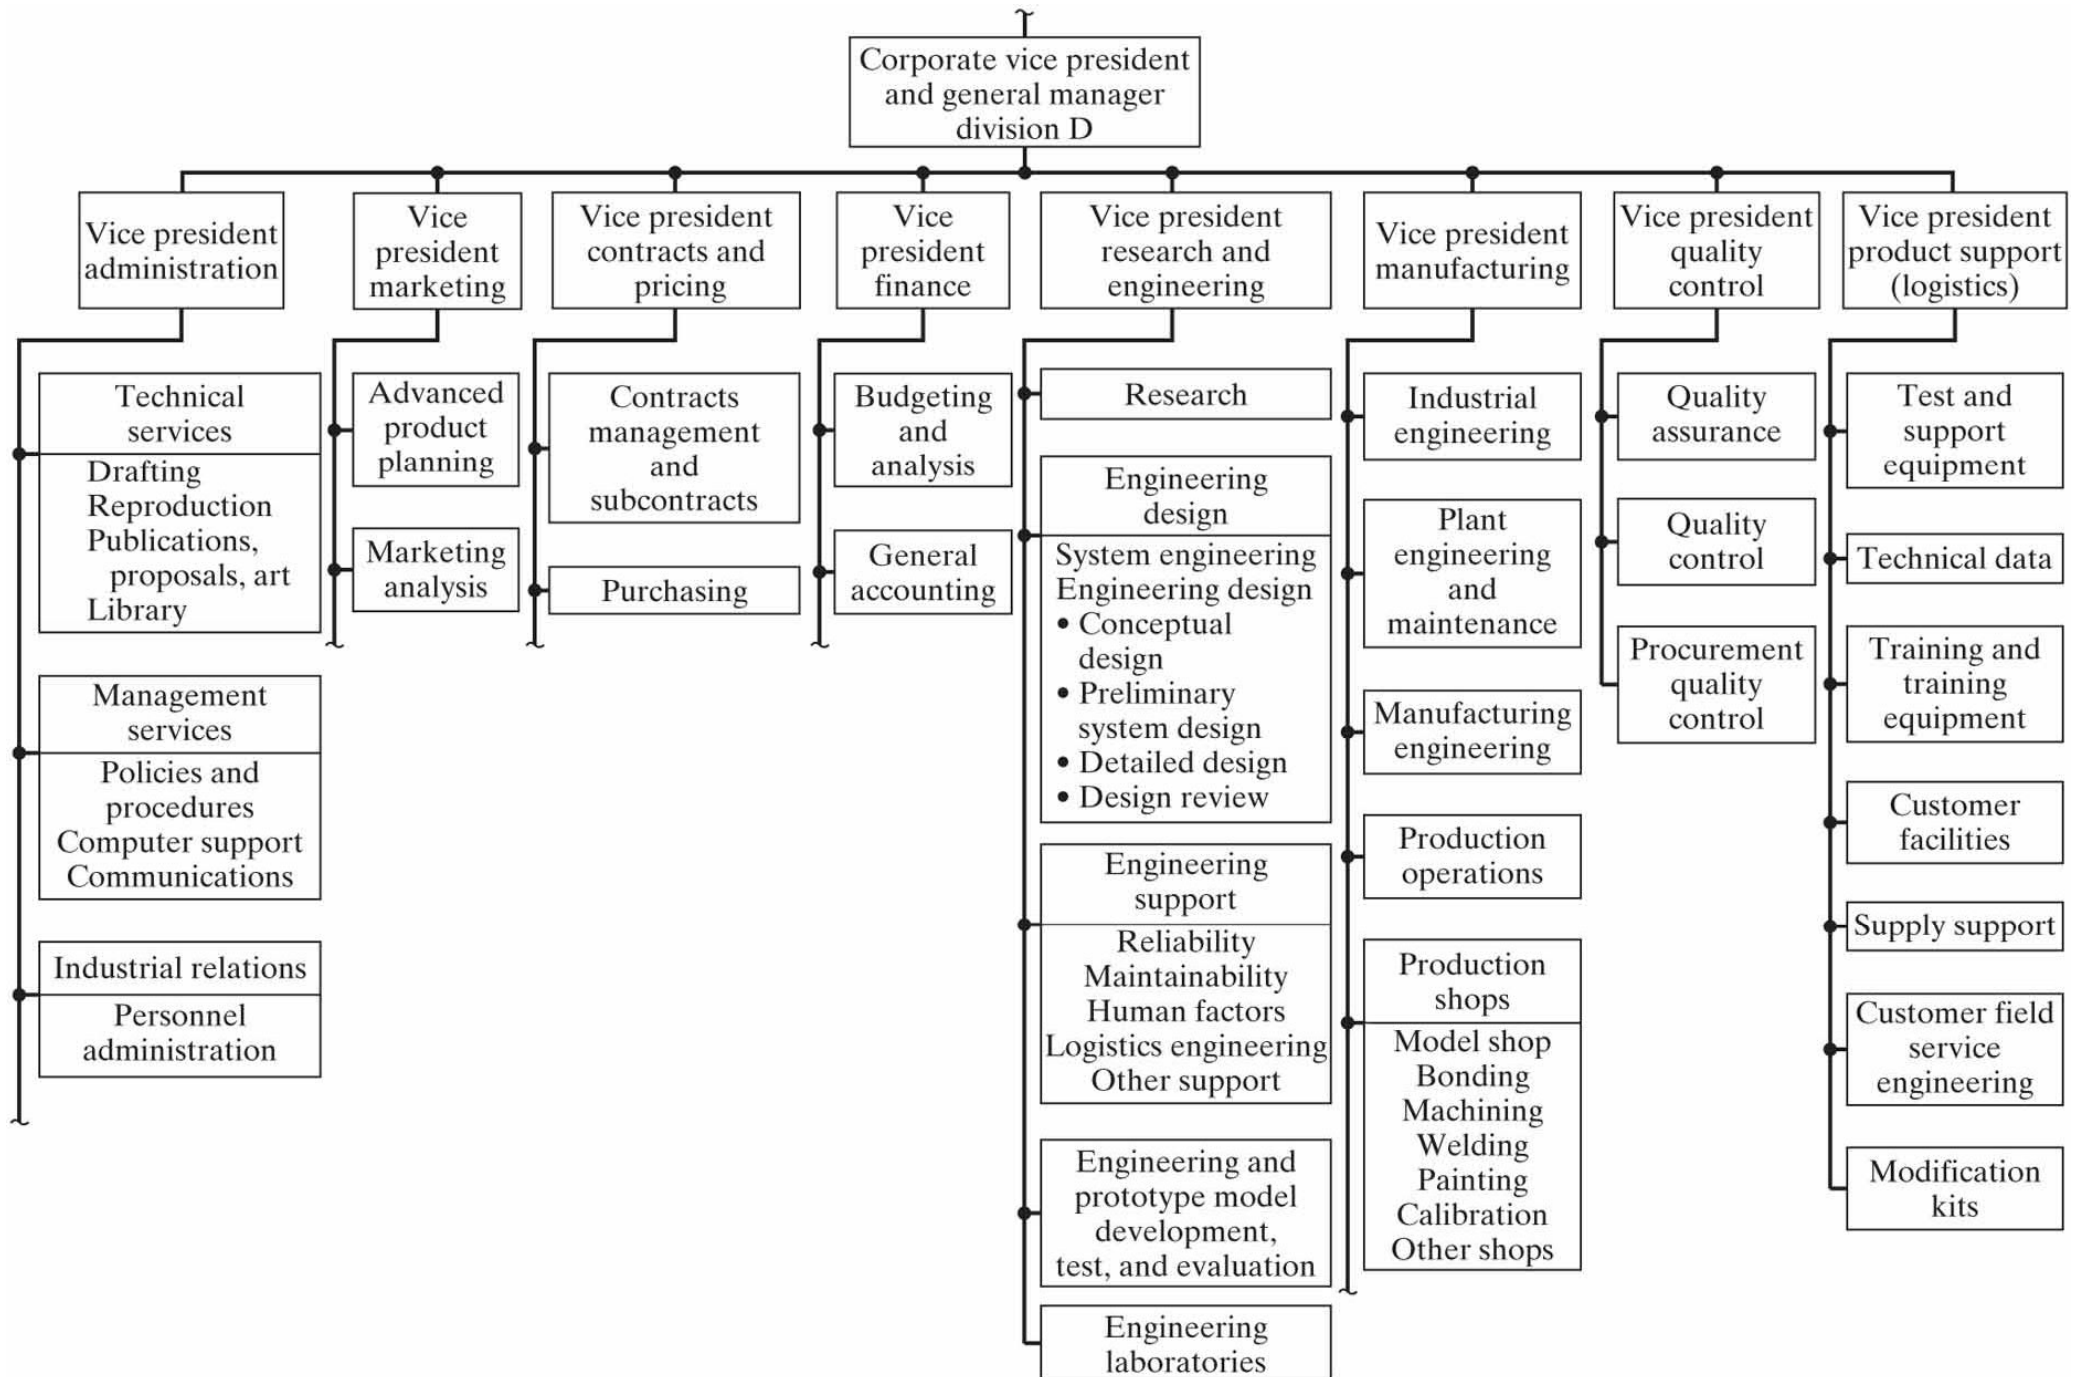 Corporate vice president
and general manager
division D
Vice president
administration
Vice
president
marketing
Vice president
contracts and
pricing
Vice
president
finance
Vice president
research and
engineering
Vice president
manufacturing
Vice president
quality
control
Vice president
product support
(logistics)
Technical
services
Drafting
Reproduction
Publications,
proposals, art
Library
Management
services
Policies and
procedures
Computer support
Communications
Industrial relations
Personnel
administration
Advanced
product
planning
Marketing
analysis
Contracts
management
and
subcontracts
Purchasing
Budgeting
and
analysis
General
accounting
Research
Engineering
design
System engineering
Engineering design
• Conceptual
design
• Preliminary
system design
• Detailed design
• Design review
Engineering
support
Reliability
Maintainability
Human factors
Logistics engineering
Other support
Engineering and
prototype model
development,
test, and evaluation
Engineering
laboratories
Industrial
engineering
Plant
engineering
and
maintenance
Manufacturing
engineering
Production
operations
Production
shops
Model shop
Bonding
Machining
Welding
Painting
Calibration
Other shops
Quality
assurance
Quality
control
Procurement
quality
control
Test and
support
equipment
Technical data
Training and
training
equipment
Customer
facilities
Supply support
Customer field
service
engineering
Modification
kits